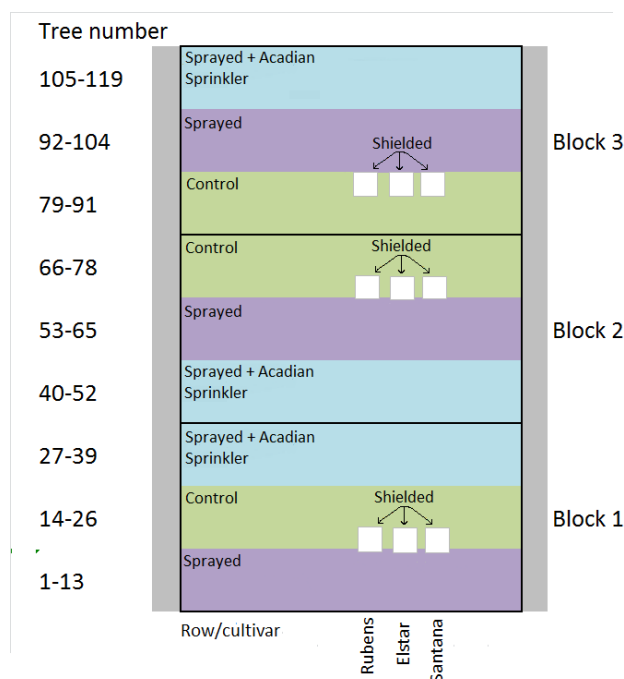 Tree number
Sprayed + Acadian
Sprinkler
105-119
Sprayed
92-104
Shielded
Block 3
Control
79-91
Control
Shielded
66-78
Sprayed
53-65
Block 2
Sprayed + Acadian
Sprinkler
40-52
Sprayed + Acadian
Sprinkler
27-39
Control
Shielded
14-26
Block 1
Sprayed
1-13
Row/cultivar
Rubens
Elstar
Santana